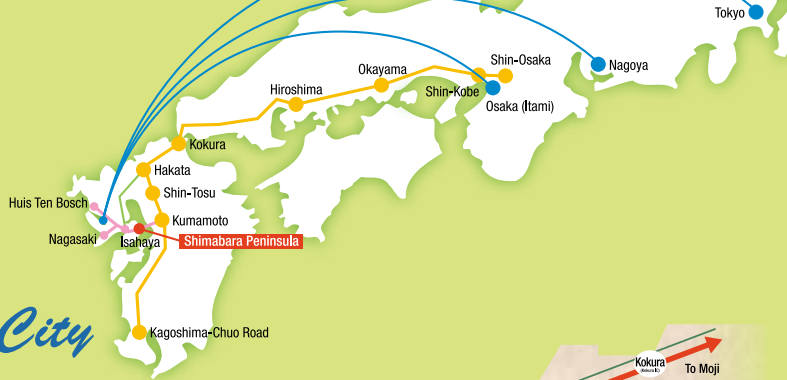 Tokyo
Nagoya
Shin-Osaka
Okayama
Shin-Kobe
Osaka (Itami)
Hiroshima
Kokura
Hakata
Shin-Tosu
Huis Ten Bosch
Kumamoto
Nagasaki
Isahaya
Shimabara Peninsula
City
Kagoshima-Chuo Road
Kokura
To Moji